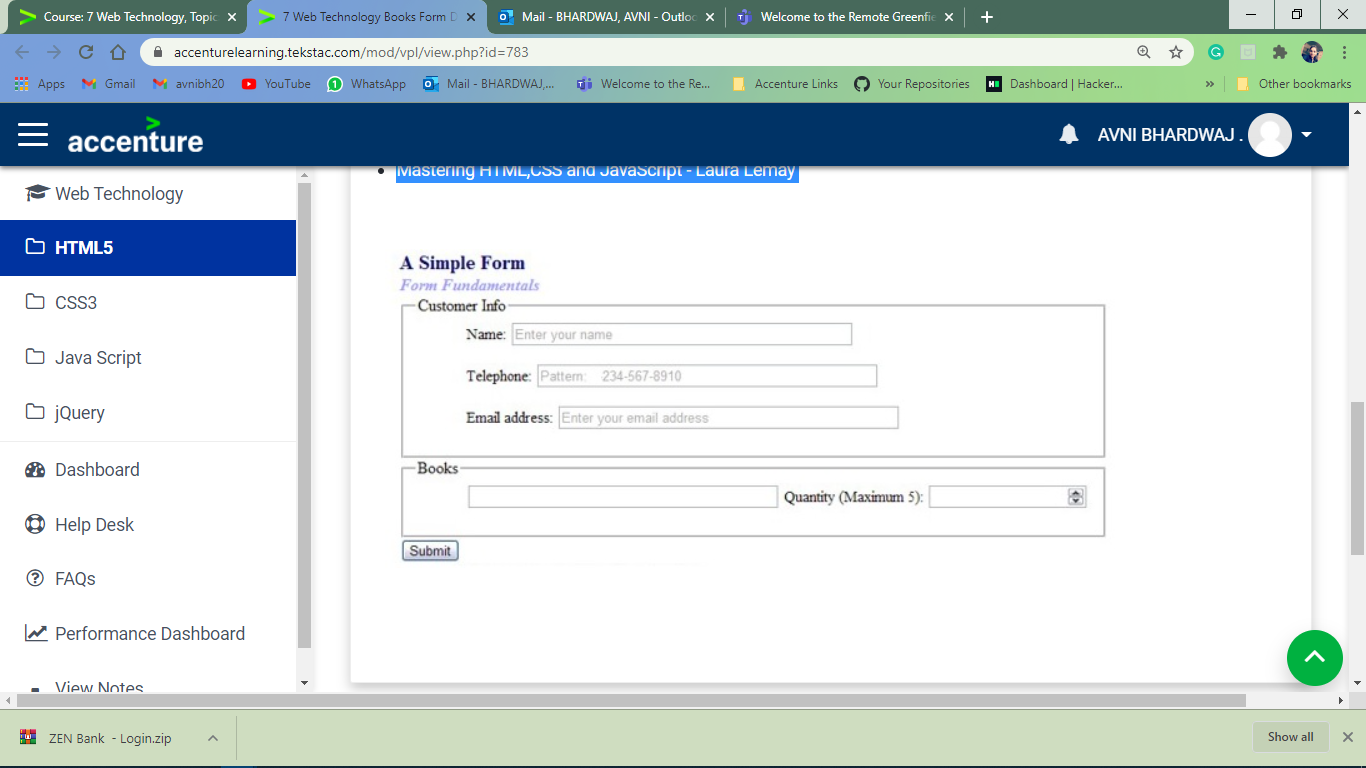 Course: 7 Web Technology, Topic
7 Web Technology Books Form D
Mail - BHARDWAJ, AVNI - Outloo
Welcome to the Remote Greenfie
accenturelearning.tekstac.com/mod/vpl/view.php?id=783
Apps Gmail avnibh20 YouTube WhatsApp Mail - BHARDWAJ,... Welcome to the Re... Accenture Links Your Repositories Dashboard | Hacker... » Other bookmarks
accenture
AVNI BHARDWAJ .
Web Technology
HTML5
CSS3
Java Script
jQuery
Dashboard
Help Desk
FAQs
Performance Dashboard
View Notes
Mastering HTML,CSS and JavaScript - Laura Lemay
A Simple Form
Form Fundamentals
Customer Info
Name: Enter your name
Telephone: Pattern: 234-567-8910
Email address: Enter your email address
Books
Quantity (Maximum 5):
Submit
ZEN Bank - Login.zip
Show all